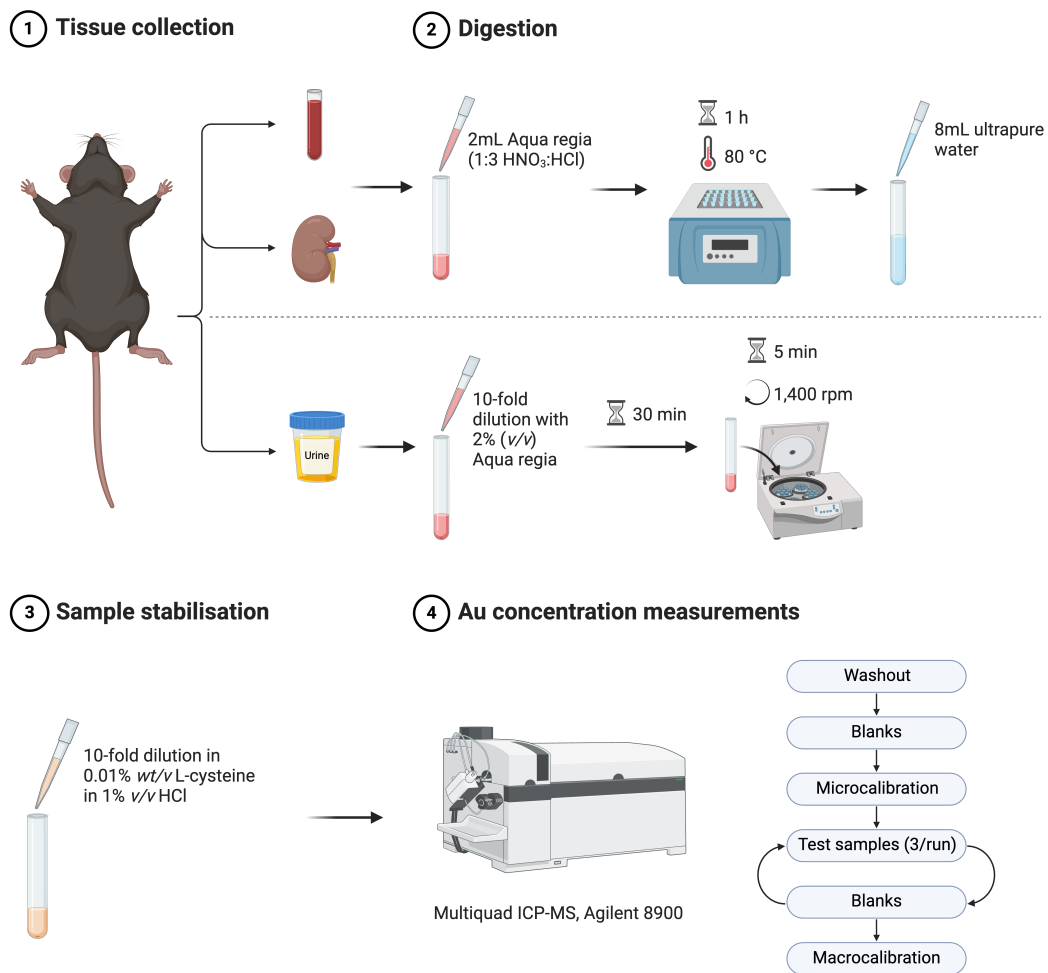 1 Tissue collection
2 Digestion
2mL Aqua regia
(1:3 HNO₃:HCl)
1 h
80 °C
8mL ultrapure
water
Urine
10-fold
dilution with
2% (v/v)
Aqua regia
30 min
5 min
1,400 rpm
3 Sample stabilisation
10-fold dilution in
0.01% wt/v L-cysteine
in 1% v/v HCl
4 Au concentration measurements
Multiquad ICP-MS, Agilent 8900
Washout
Blanks
Microcalibration
Test samples (3/run)
Blanks
Macrocalibration